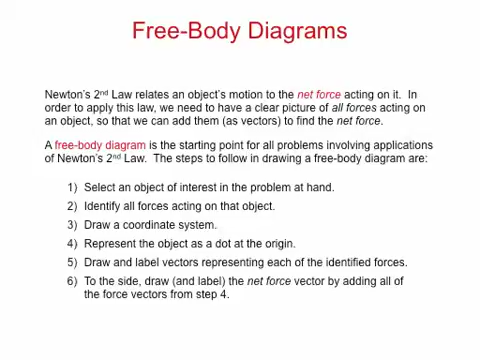 Free-Body Diagrams
Newton's 2nd Law relates an object's motion to the net force acting on it. In
order to apply this law, we need to have a clear picture of all forces acting on
an object, so that we can add them (as vectors) to find the net force.
A free-body diagram is the starting point for all problems involving applications
of Newton's 2nd Law. The steps to follow in drawing a free-body diagram are:
1) Select an object of interest in the problem at hand.
2) Identify all forces acting on that object.
3) Draw a coordinate system.
4) Represent the object as a dot at the origin.
5) Draw and label vectors representing each of the identified forces.
6) To the side, draw (and label) the net force vector by adding all of
the force vectors from step 4.